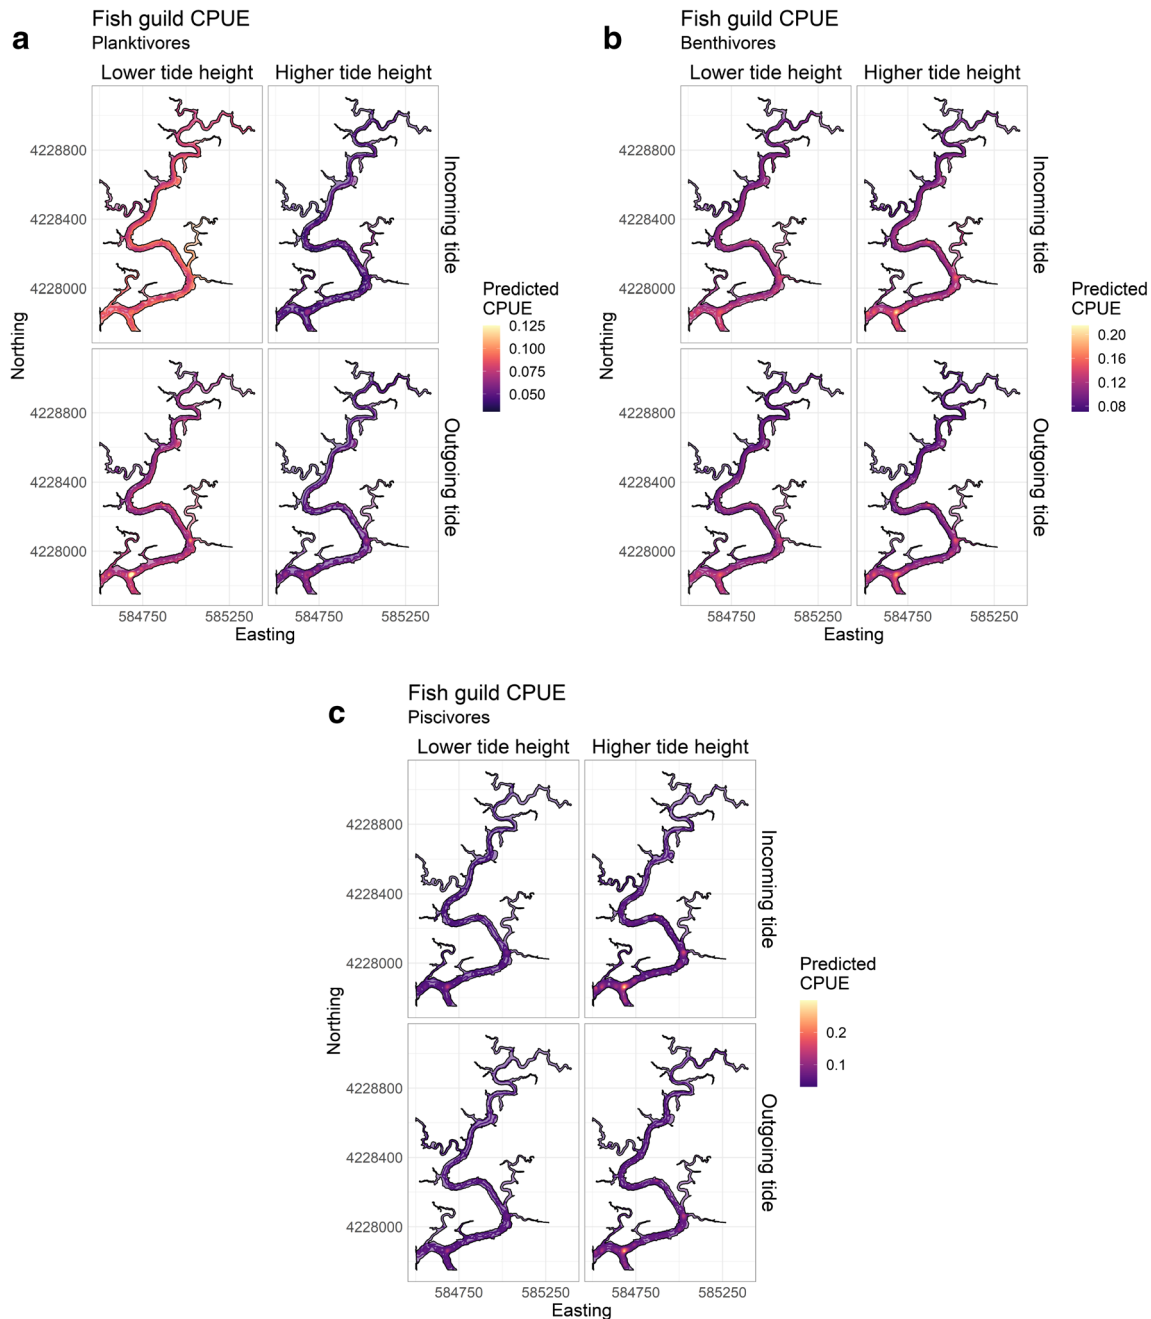 a
Fish guild CPUE
Planktivores
Lower tide height
Higher tide height
4228800
4228400
4228000
Incoming tide
4228800
4228400
4228000
Outgoing tide
Northing
584750
585250
584750
585250
Easting
Predicted
CPUE
0.125
0.100
0.075
0.050
b
Fish guild CPUE
Benthivores
Lower tide height
Higher tide height
4228800
4228400
4228000
Incoming tide
4228800
4228400
4228000
Outgoing tide
Northing
584750
585250
584750
585250
Easting
Predicted
CPUE
0.20
0.16
0.12
0.08
c
Fish guild CPUE
Piscivores
Lower tide height
Higher tide height
4228800
4228400
4228000
Incoming tide
4228800
4228400
4228000
Outgoing tide
Northing
584750
585250
584750
585250
Easting
Predicted
CPUE
0.2
0.1